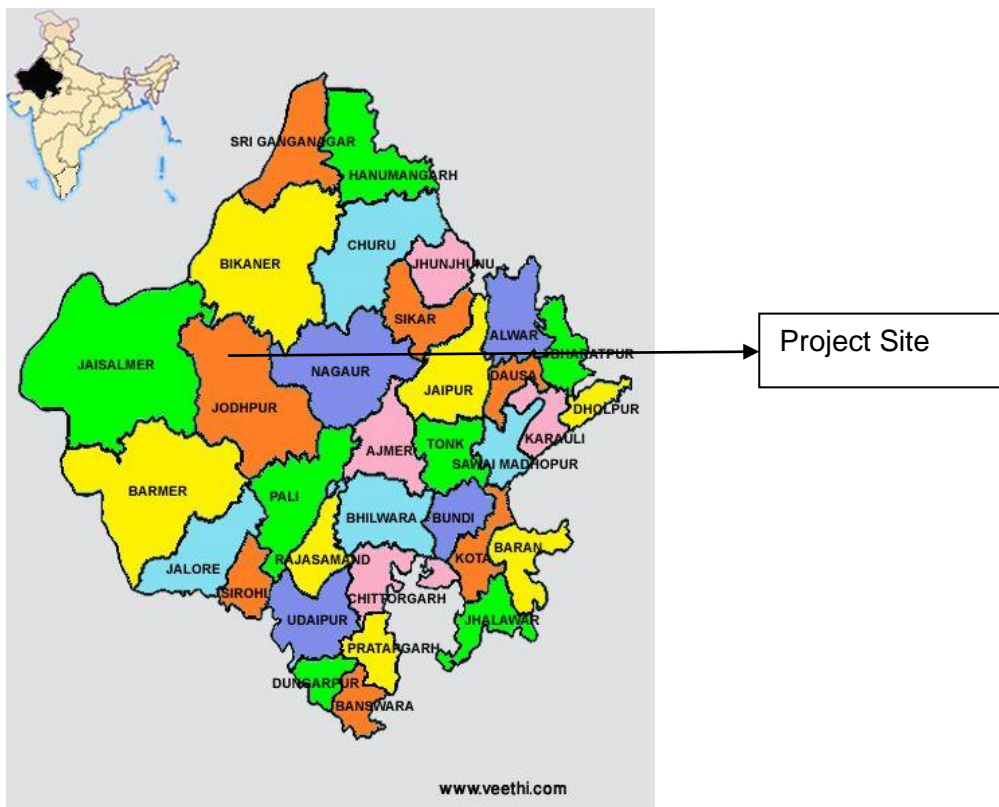 SRI GANGANAGAR
HANUMANGARH
CHURU
BIKANER
JHUNJHUNU
SIKAR
ALWAR
Project Site
BHARATPUR
JAISALMER
NAGAUR
DAUSA
JAIPUR
JODHPUR
DHOLPUR
KARAULI
TONK
AJMER
SAWAI MADHOPUR
BARMER
PALI
BHILWARA
BUNDI
BARAN
RAJASAMAND
KOTA
JALORE
SIROHI
CHITTORGARH
UDAIPUR
JHALAWAR
PRATAPGARH
DUNGARPUR
BANSWARA
www.veethi.com